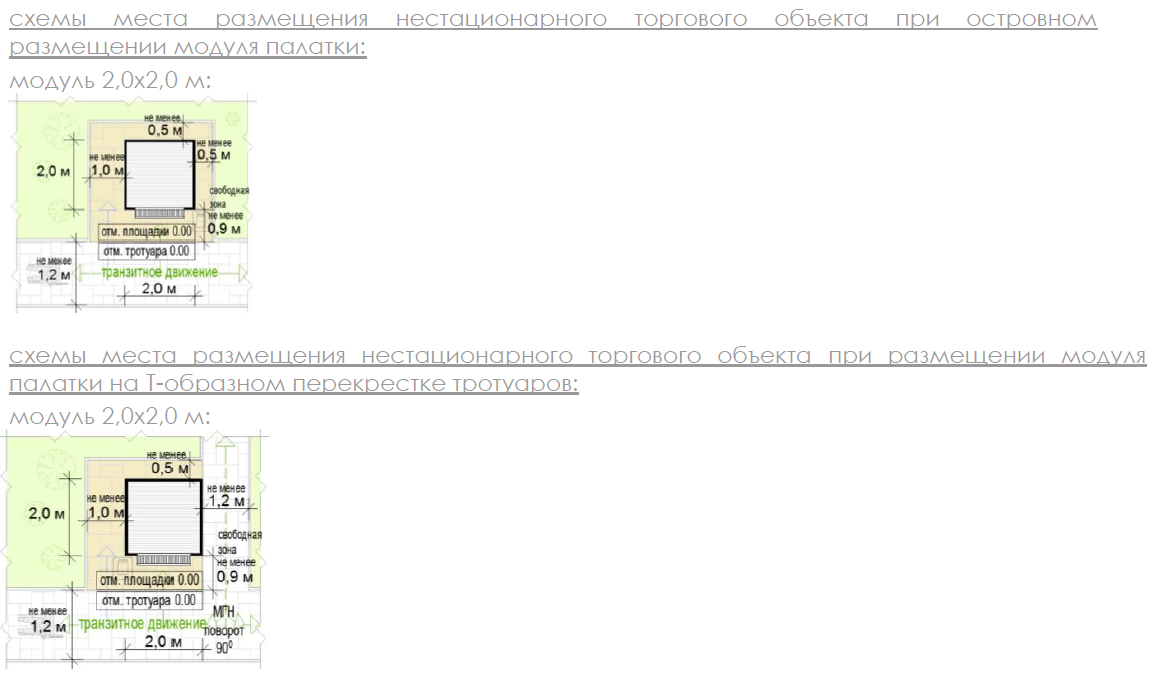 схемы места размещения нестационарного торгового объекта при островном
размещении модуля палатки:
модуль 2,0х2,0 м:
не менее
0,5 м
не менее
0,5 м
не менее
1,0 м
2,0 м
свободная
зона
не менее
0,9 м
отм. площадки 0.00
отм. тротуара 0.00
не менее
1,2 м
транзитное движение
2,0 м
схемы места размещения нестационарного торгового объекта при размещении модуля
палатки на Т-образном перекрестке тротуаров:
модуль 2,0х2,0 м:
не менее
0,5 м
не менее
1,2 м
не менее
1,0 м
2,0 м
свободная
зона
не менее
0,9 м
отм. площадки 0.00
отм. тротуара 0.00
не менее
1,2 м
МГН
транзитное движение
поворот
90⁰
2,0 м